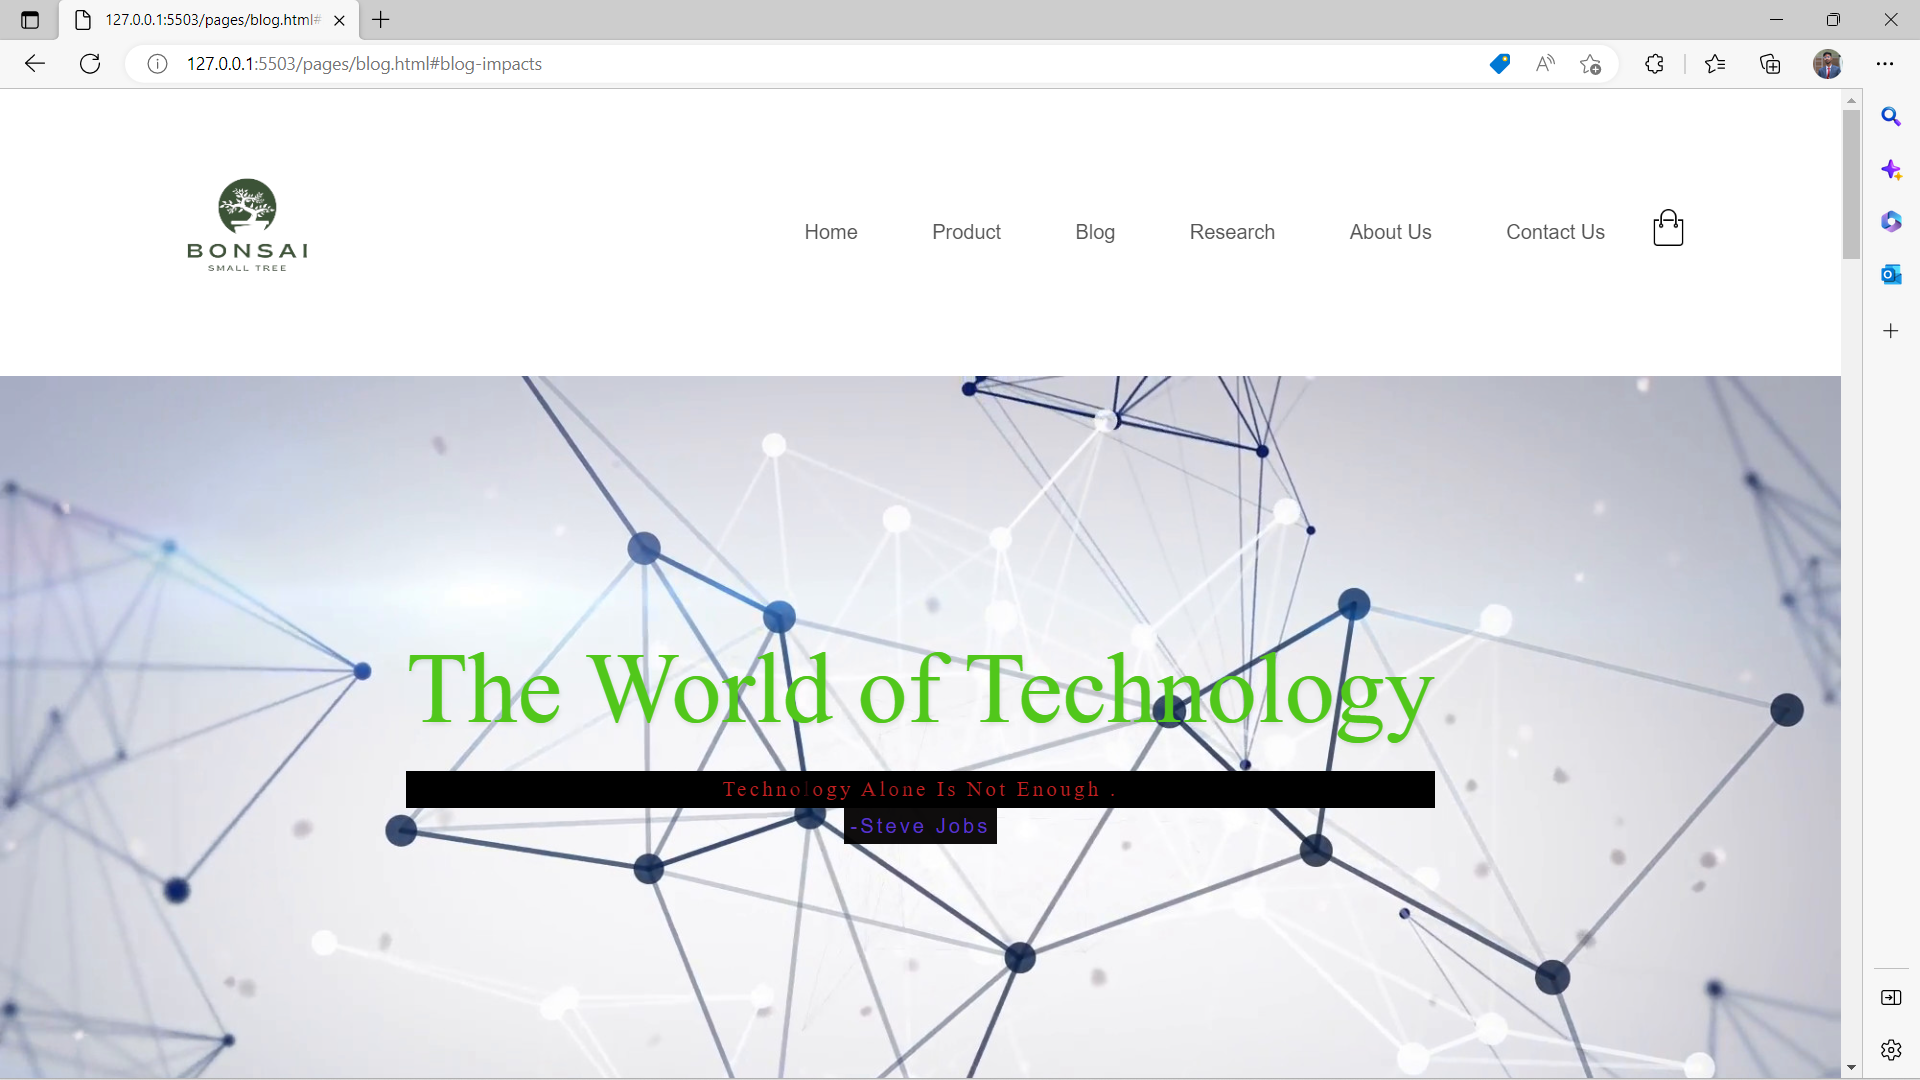 127.0.0.1:5503/pages/blog.html#
127.0.0.1:5503/pages/blog.html#blog-impacts
BONSAI
SMALL TREE
Home Product Blog Research About Us Contact Us
The World of Technology
Technology Alone Is Not Enough .
-Steve Jobs